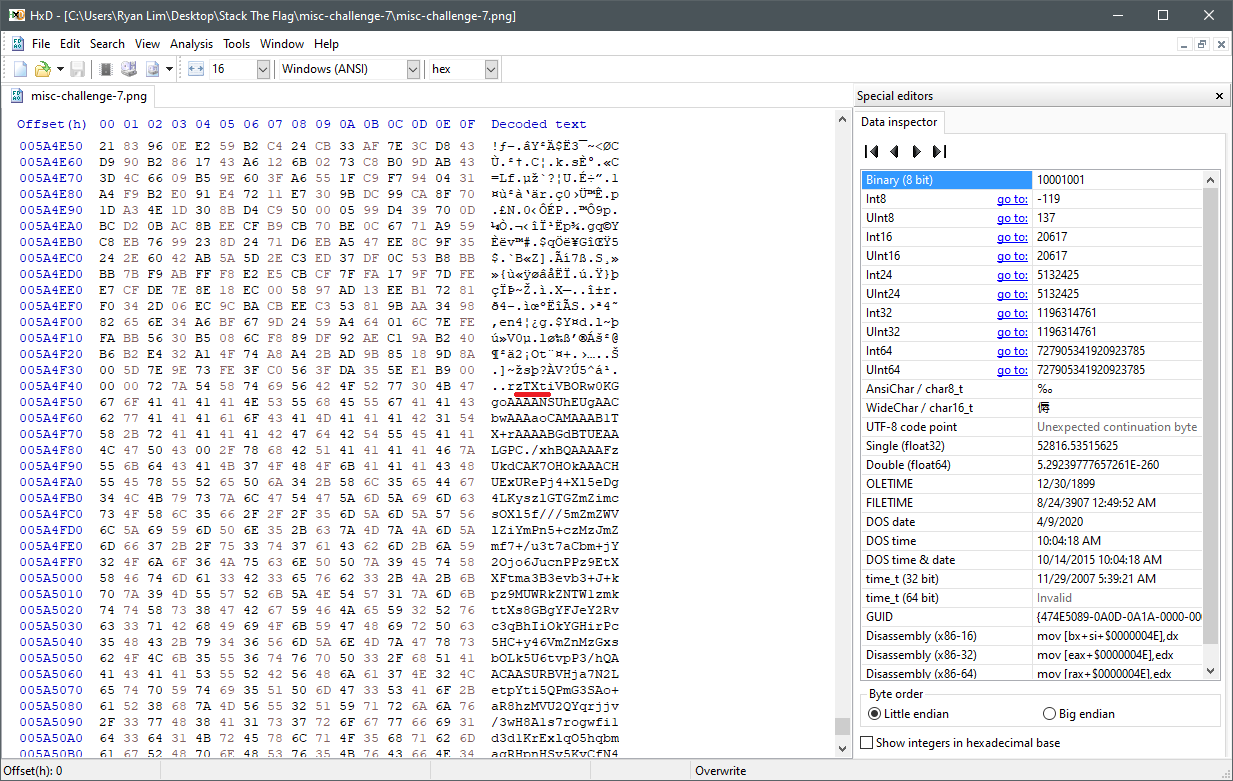 HxD - [C:\Users\Ryan Lim\Desktop\Stack The Flag\misc-challenge-7\misc-challenge-7.png]
File Edit Search View Analysis Tools Window Help
16 Windows (ANSI) hex
misc-challenge-7.png
Offset(h) 00 01 02 03 04 05 06 07 08 09 0A 0B 0C 0D 0E 0F Decoded text
005A4E50 21 83 96 0E E2 59 B2 C4 24 CB 33 AF 7E 3C D8 43 !ƒ–.âY²Ä$Ë3¯~<ØC
005A4E60 D9 90 B2 86 17 43 A6 12 6B 02 73 C8 B0 9D AB 43 Ù.²†.C¦.k.sÈ°.«C
005A4E70 3D 4C 66 09 B5 9E 60 3F A6 55 1F C9 F7 94 04 31 =Lf.µž`?¦U.É÷”.1
005A4E80 A4 F9 B2 E0 91 E4 72 11 E7 30 9B DC 99 CA 8F 70 ¤ù²à‘är.ç0›Ü™Ê.p
005A4E90 1D A3 4E 1D 30 8B D4 C9 50 00 05 99 D4 39 70 0D .£N.0‹ÔÉP..™Ô9p.
005A4EA0 BC D2 0B AC 8B EE CF B9 CB 70 BE 0C 67 71 A9 59 ¼Ò.¬‹îÏ¹Ëp¾.gq©Y
005A4EB0 C8 EB 76 99 23 8D 24 71 D6 EB A5 47 EE 8C 9F 35 Èëv™#.$qÖë¥GîŒŸ5
005A4EC0 24 2E 60 42 AB 5A 5D 2E C3 ED 37 DF 0C 53 B8 BB $.`B«Z].Ãí7ß.S¸»
005A4ED0 BB 7B F9 AB FF F8 E2 E5 CB CF 7F FA 17 9F 7D FE »{ù«ÿøâåËÏ.ú.Ÿ}þ
005A4EE0 E7 CF DE 7E 8E 18 EC 00 58 97 AD 13 EE B1 72 81 çÏÞ~Ž.ì.X—..î±r.
005A4EF0 F0 34 2D 06 EC 9C BA CB EE C3 53 81 9B AA 34 98 ð4-.ìœºËîÃS.›ª4˜
005A4F00 82 65 6E 34 A6 BF 67 9D 24 59 A4 64 01 6C 7E FE ‚en4¦¿g.$Y¤d.l~þ
005A4F10 FA BB 56 30 B5 08 6C F8 89 DF 92 AE C1 9A B2 40 ú»V0µ.lø‰ß’®Áš²@
005A4F20 B6 B2 E4 32 A1 4F 74 A8 A4 2B AD 9B 85 18 9D 8A ¶²ä2¡Ot¨¤+.›…..Š
005A4F30 00 5D 7E 9E 73 FE 3F C0 56 3F DA 35 5E E1 B9 00 .]~žsþ?ÀV?Ú5^á¹.
005A4F40 00 00 72 7A 54 58 74 69 56 42 4F 52 77 30 4B 47 ..rzTXtiVBORw0KG
005A4F50 67 6F 41 41 41 41 4E 53 55 68 45 55 67 41 41 43 goAAAANSUhEUgAAC
005A4F60 62 77 41 41 41 61 6F 43 41 4D 41 41 41 42 31 54 bwAAAaoCAMAAAB1T
005A4F70 58 2B 72 41 41 41 41 42 47 64 42 54 55 45 41 41 X+rAAAABGdBTUEAA
005A4F80 4C 47 50 43 00 2F 78 68 42 51 41 41 41 41 46 7A LGPC./xhBQAAAAFz
005A4F90 55 6B 64 43 41 4B 37 4F 48 4F 6B 41 41 41 43 48 UkdCAK7OHOkAAACH
005A4FA0 55 45 78 55 52 65 50 6A 34 2B 58 6C 35 65 44 67 UExURePj4+Xl5eDg
005A4FB0 34 4C 4B 79 73 7A 6C 47 54 47 5A 6D 5A 69 6D 63 4LKyszlGTGZmZimc
005A4FC0 73 4F 58 6C 35 66 2F 2F 2F 35 6D 5A 6D 5A 57 56 sOXl5f///5mZmZWV
005A4FD0 6C 5A 69 59 6D 50 6E 35 2B 63 7A 4D 7A 4A 6D 5A lZiYmPn5+czMzJmZ
005A4FE0 6D 66 37 2B 2F 75 33 74 37 61 43 62 6D 2B 6A 59 mf7+/u3t7aCbm+jY
005A4FF0 32 4F 6A 6F 36 4A 75 63 6E 50 50 7A 39 45 74 58 2Ojo6JucnPPz9EtX
005A5000 58 46 74 6D 61 33 42 33 65 76 62 33 2B 4A 2B 6B XFtma3B3evb3+J+k
005A5010 70 7A 39 4D 55 57 52 6B 5A 4E 54 57 31 7A 6D 6B pz9MUWRkZNTW1zmk
005A5020 74 74 58 73 38 47 42 67 59 46 4A 65 59 32 52 76 ttXs8GBgYFJeY2Rv
005A5030 63 33 71 42 68 49 69 4F 6B 59 47 48 69 72 50 63 c3qBhIiOkYGHirPc
005A5040 35 48 43 2B 79 34 36 56 6D 5A 6E 4D 7A 47 78 73 5HC+y46VmZnMzGxs
005A5050 62 4F 4C 6B 35 55 36 74 76 70 50 33 2F 68 51 41 bOLk5U6tvpP3/hQA
005A5060 41 43 41 41 53 55 52 42 56 48 6A 61 37 4E 32 4C ACAASURBVHja7N2L
005A5070 65 74 70 59 74 69 35 51 50 6D 47 33 53 41 6F 2B etpYti5QPmG3SAo+
005A5080 61 52 38 68 7A 4D 56 55 32 51 59 71 72 6A 6A 76 aR8hzMVU2QYqrjjv
005A5090 2F 33 77 48 38 41 31 73 37 72 6F 67 77 66 69 31 /3wH8A1s7rogwfi1
005A50A0 64 33 64 31 4B 72 45 78 6C 71 4F 35 68 71 62 6D d3d1KrExlqO5hqbm
005A50B0 61 67 52 48 70 6E 48 53 76 35 4B 76 43 66 4E 34 agRHpnHSv5KvCfN4
Special editors
Data inspector
Binary (8 bit) 10001001
Int8 go to: -119
UInt8 go to: 137
Int16 go to: 20617
UInt16 go to: 20617
Int24 go to: 5132425
UInt24 go to: 5132425
Int32 go to: 1196314761
UInt32 go to: 1196314761
Int64 go to: 727905341920923785
UInt64 go to: 727905341920923785
AnsiChar / char8_t ‰
WideChar / char16_t 傉
UTF-8 code point Unexpected continuation byte
Single (float32) 52816.53515625
Double (float64) 5.29239777657261E-260
OLETIME 12/30/1899
FILETIME 8/24/3907 12:49:52 AM
DOS date 4/9/2020
DOS time 10:04:18 AM
DOS time & date 10/14/2015 10:04:18 AM
time_t (32 bit) 11/29/2007 5:39:21 AM
time_t (64 bit) Invalid
GUID {474E5089-0A0D-0A1A-0000-00
Disassembly (x86-16) mov [bx+si+$0000004E],dx
Disassembly (x86-32) mov [eax+$0000004E],edx
Disassembly (x86-64) mov [rax+$0000004E],edx
Byte order
Little endian Big endian
Show integers in hexadecimal base
Offset(h): 0 Overwrite